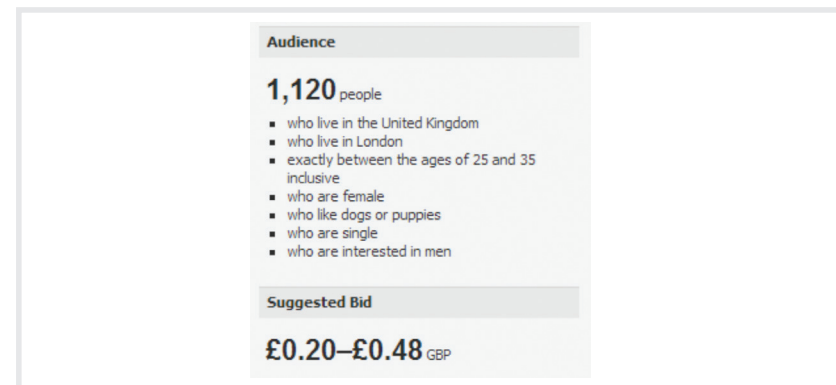 Audience
1,120 people
▪ who live in the United Kingdom
▪ who live in London
▪ exactly between the ages of 25 and 35
inclusive
▪ who are female
▪ who like dogs or puppies
▪ who are single
▪ who are interested in men
Suggested Bid
£0.20–£0.48 GBP